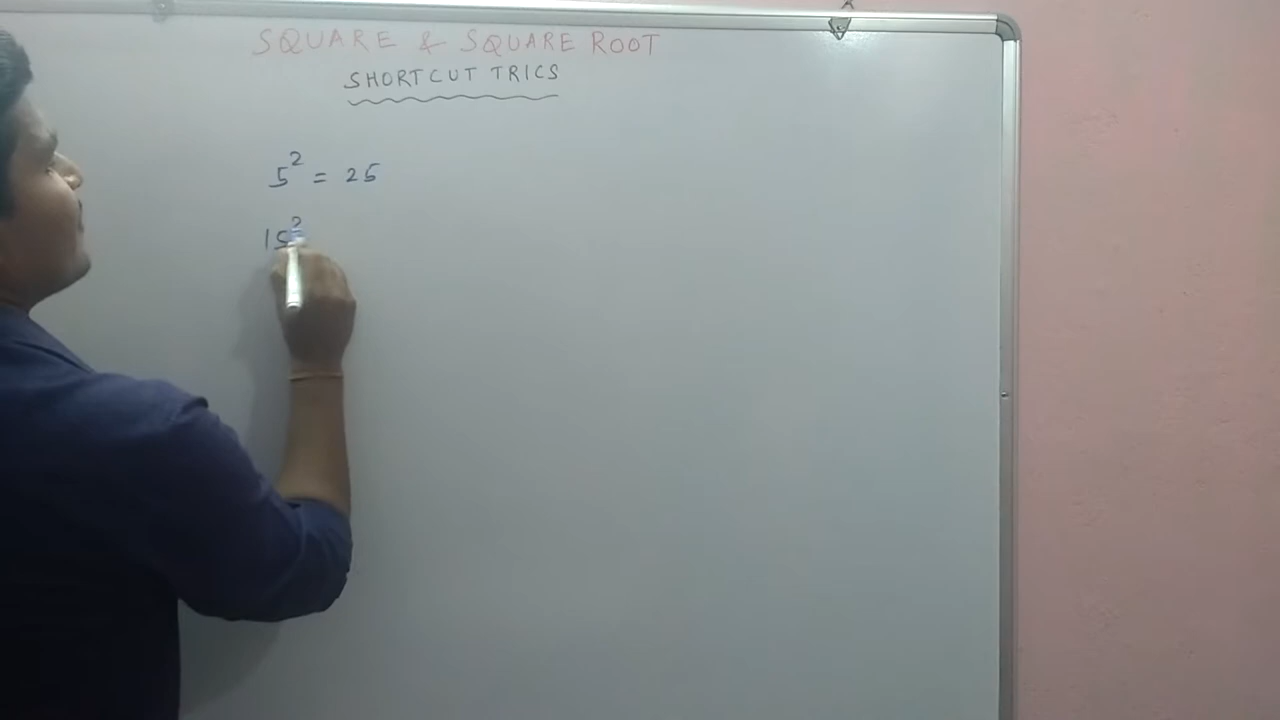 SQUARE & SQUARE ROOT
SHORTCUT TRICS
5² = 25
15²